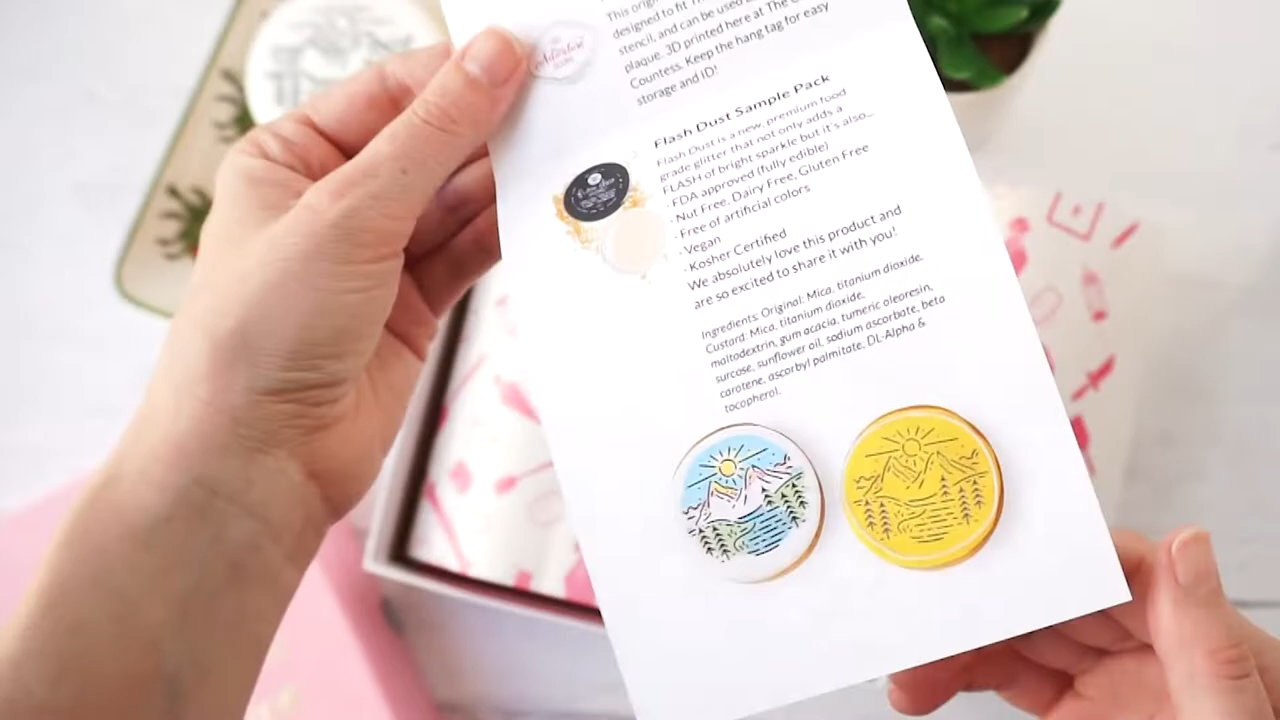 This origi
designed to fit Th
stencil, and can be used
plaque. 3D printed here at The C
Countess. Keep the hang tag for easy
storage and ID!
Flash Dust Sample Pack
Flash Dust is a new, premium food
grade glitter that not only adds a
FLASH of bright sparkle but it's also...
· FDA approved (fully edible)
· Nut Free, Dairy Free, Gluten Free
· Free of artificial colors
· Vegan
· Kosher Certified
We absolutely love this product and
are so excited to share it with you!
Ingredients: Original: Mica, titanium dioxide.
Custard: Mica, titanium dioxide,
maltodextrin, gum acacia, tumeric oleoresin,
surcose, sunflower oil, sodium ascorbate, beta
carotene, ascorbyl palmitate, DL-Alpha &
tocopherol.